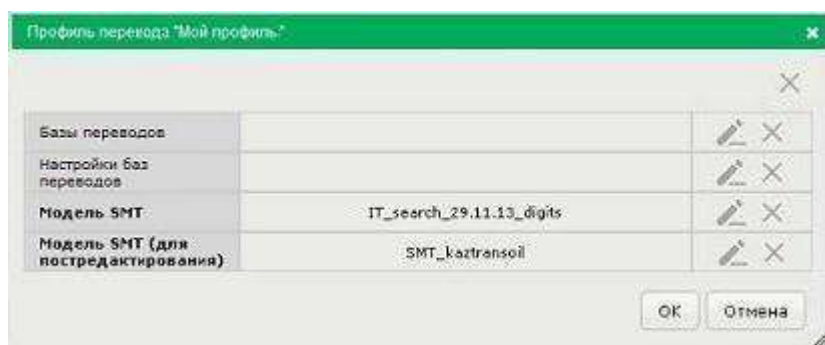 Профиль перевода "Мой профиль"
Базы переводов
Настройки баз
переводов
Модель SMT
IT_search_29.11.13_digits
Модель SMT (для
постредактирования)
SMT_kaztransoil
OK
Отмена